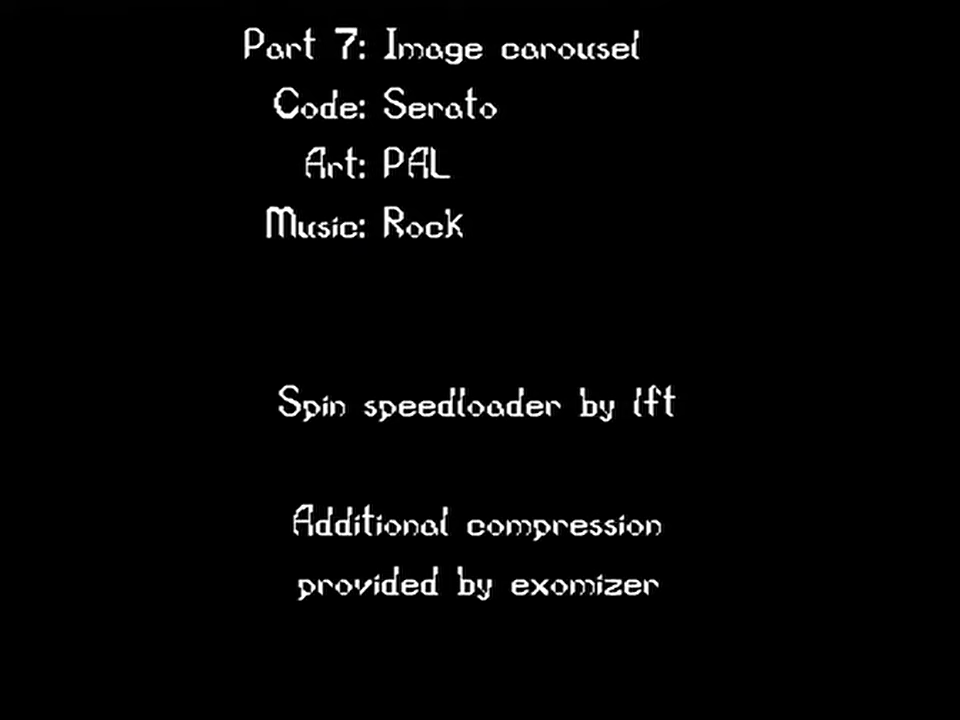 Part 7: Image carousel
Code: Serato
Art: PAL
Music: Rock
Spin speedloader by lft
Additional compression
provided by exomizer